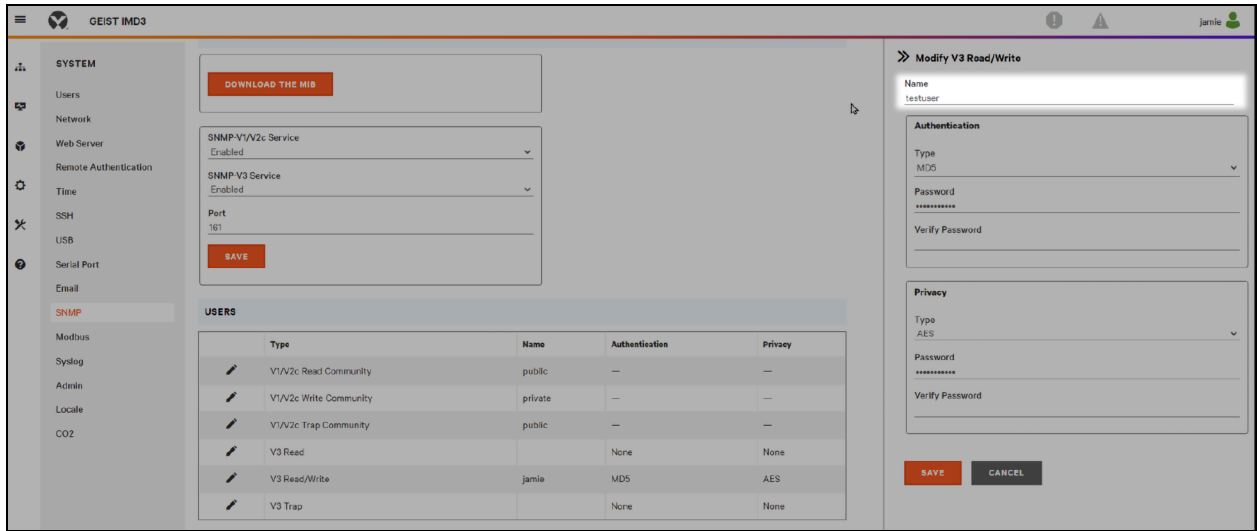 GEIST IMD3
jamie
SYSTEM
Users
Network
Web Server
Remote Authentication
Time
SSH
USB
Serial Port
Email
SNMP
Modbus
Syslog
Admin
Locale
CO2
DOWNLOAD THE MIB
SNMP-V1/V2c Service
Enabled
SNMP-V3 Service
Enabled
Port
161
SAVE
USERS
Type Name Authentication Privacy
V1/V2c Read Community public — —
V1/V2c Write Community private — —
V1/V2c Trap Community public — —
V3 Read None None
V3 Read/Write jamie MD5 AES
V3 Trap None None
Modify V3 Read/Write
Name
testuser
Authentication
Type
MD5
Password
•••••••••••
Verify Password
Privacy
Type
AES
Password
•••••••••••
Verify Password
SAVE CANCEL